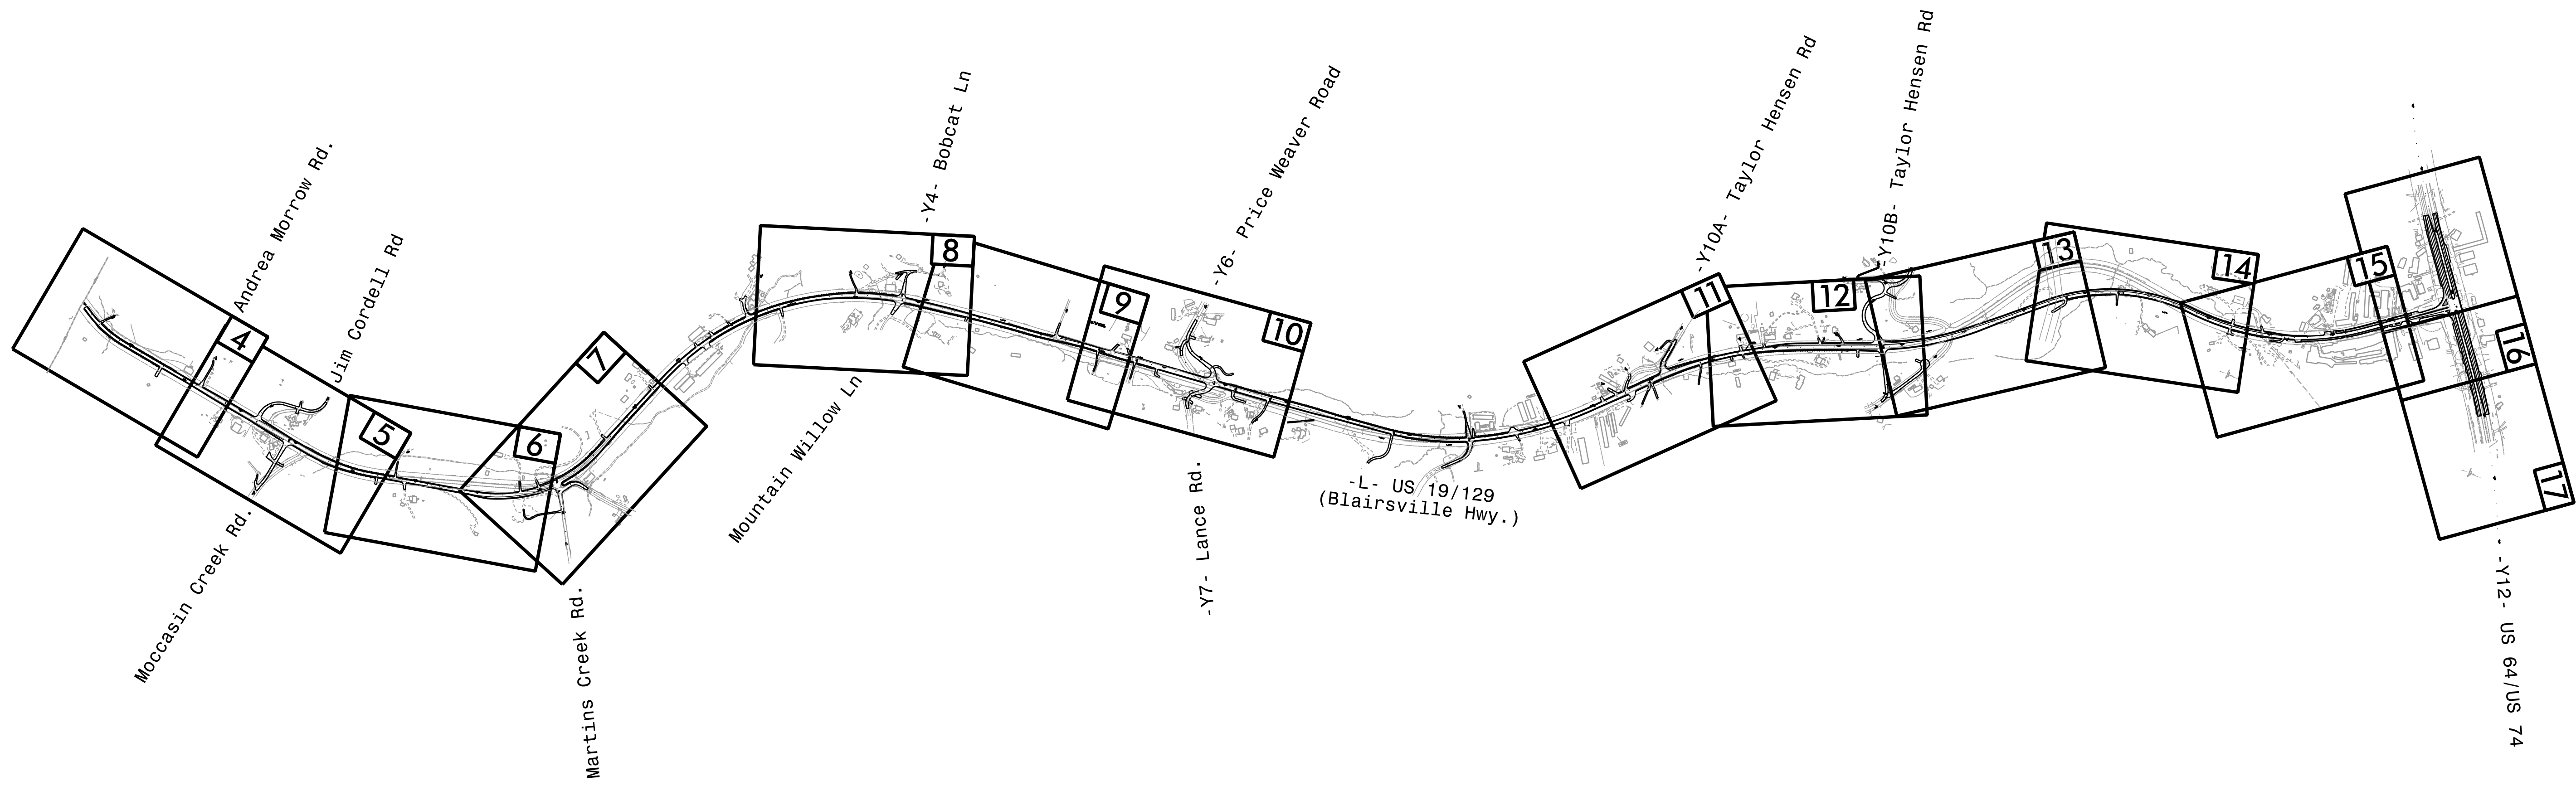 4
Andrea Morrow Rd.
Moccasin Creek Rd.
Jim Cordell Rd
5
6
Martins Creek Rd.
7
Mountain Willow Ln
-Y4- Bobcat Ln
8
9
-Y6- Price Weaver Road
-Y7- Lance Rd.
10
-L- US 19/129
(Blairsville Hwy.)
-Y10A- Taylor Hensen Rd
11
12
-Y10B- Taylor Hensen Rd
13
14
15
16
17
-Y12- US 64/US 74